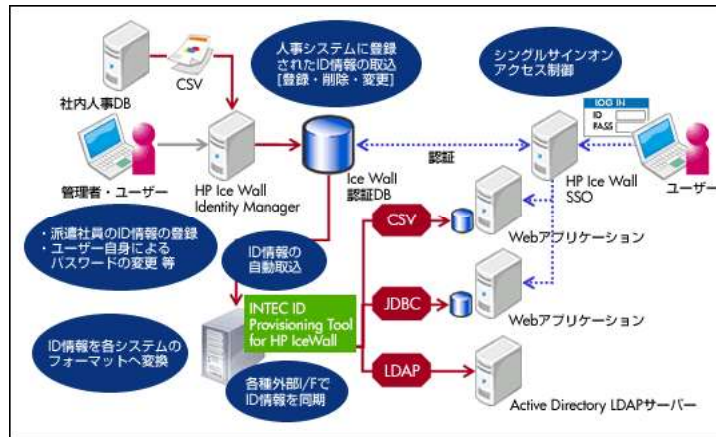 人事システムに登録
されたID情報の取込
[登録・削除・変更]
シングルサインオン
アクセス制御
CSV
社内人事DB
LOG IN
ID
PASS
管理者・ユーザー
HP Ice Wall
Identity Manager
Ice Wall
認証DB
認証
HP Ice Wall
SSO
ユーザー
・派遣社員のID情報の登録
・ユーザー自身による
パスワードの変更 等
ID情報の
自動取込
CSV
Webアプリケーション
INTEC ID
Provisioning Tool
for HP IceWall
JDBC
Webアプリケーション
ID情報を各システムの
フォーマットへ変換
各種外部I/Fで
ID情報を同期
LDAP
Active Directory LDAPサーバー